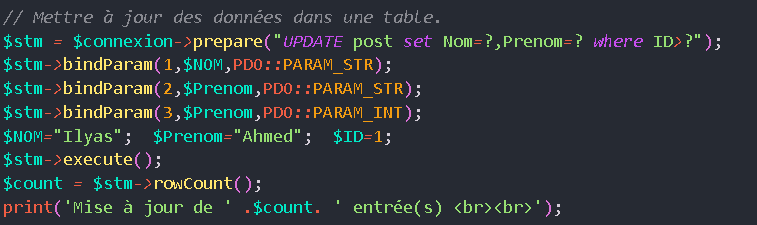 // Mettre à jour des données dans une table.
$stm = $connexion->prepare("UPDATE post set Nom=?,Prenom=? where ID>?");
$stm->bindParam(1,$NOM,PDO::PARAM_STR);
$stm->bindParam(2,$Prenom,PDO::PARAM_STR);
$stm->bindParam(3,$Prenom,PDO::PARAM_INT);
$NOM="Ilyas";  $Prenom="Ahmed";  $ID=1;
$stm->execute();
$count = $stm->rowCount();
print('Mise à jour de ' .$count. ' entrée(s) <br><br>');